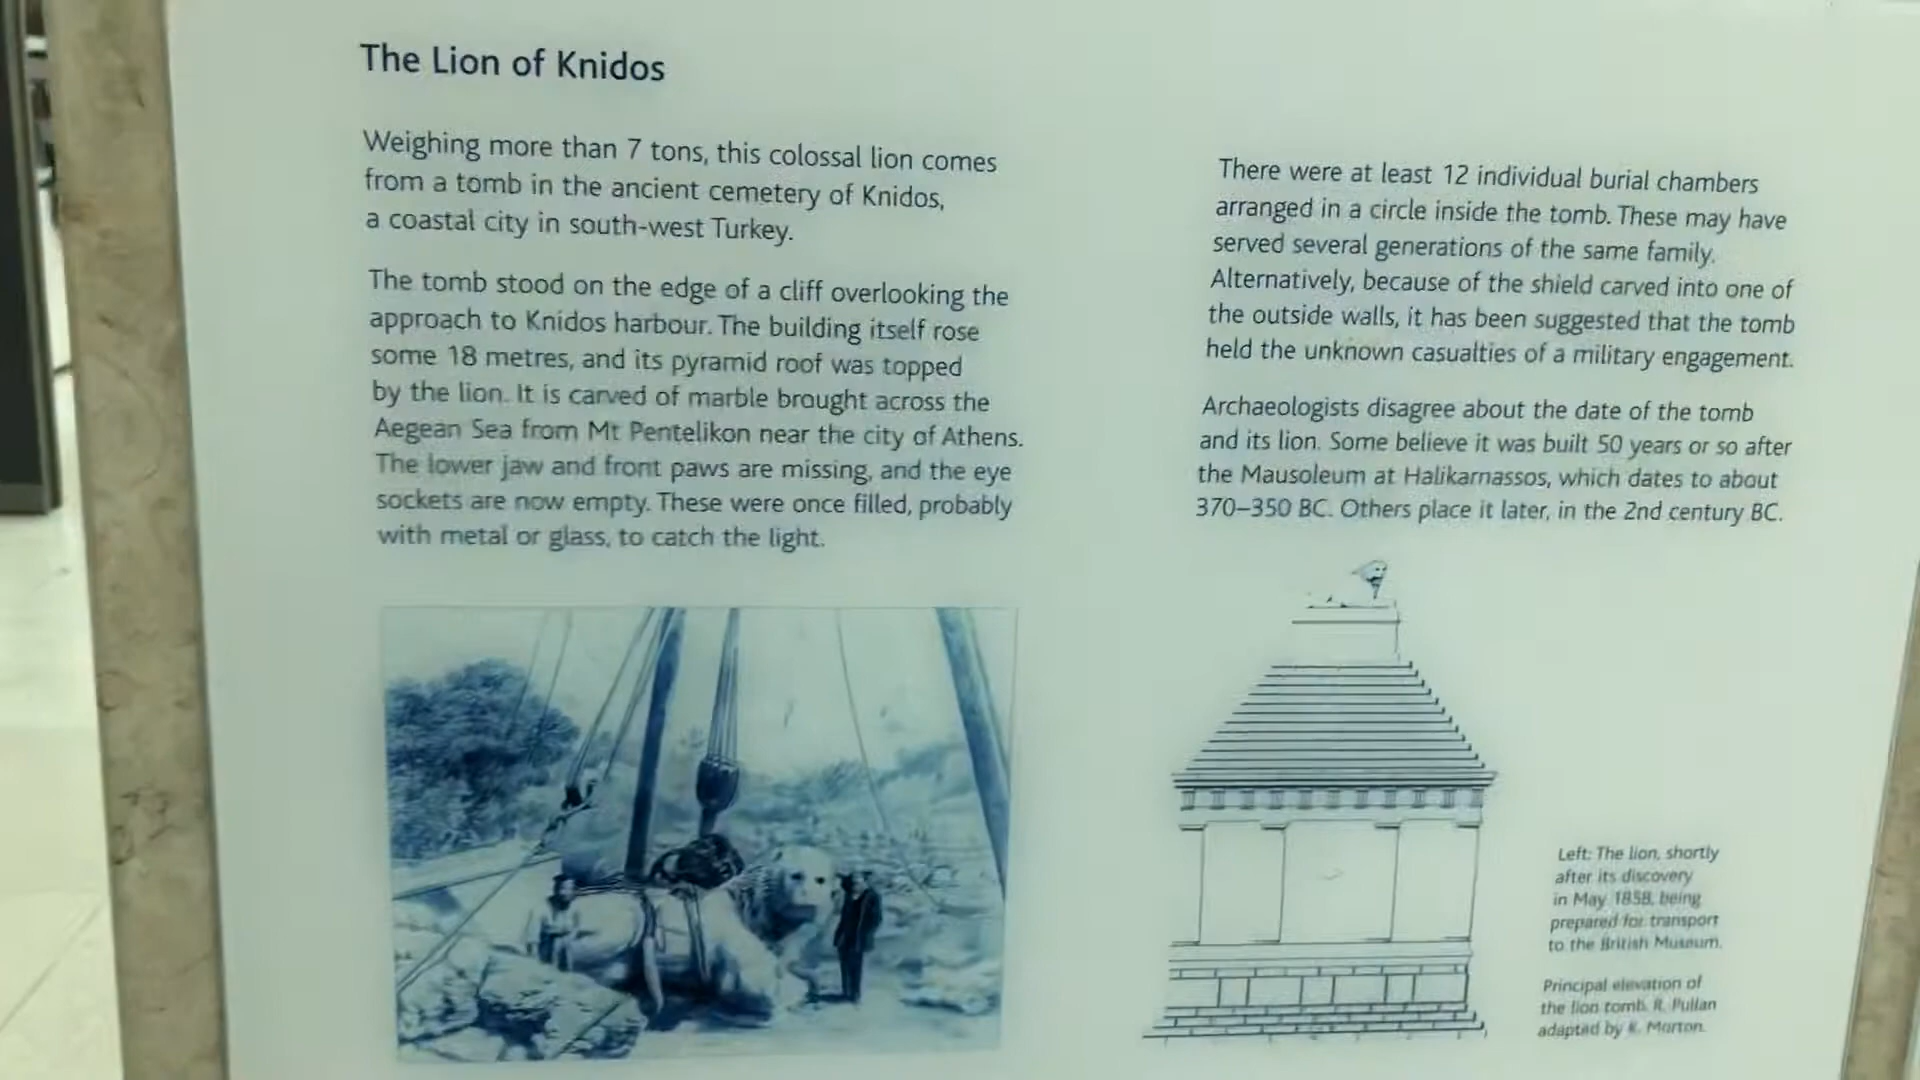 The Lion of Knidos
Weighing more than 7 tons, this colossal lion comes
from a tomb in the ancient cemetery of Knidos,
a coastal city in south-west Turkey.
The tomb stood on the edge of a cliff overlooking the
approach to Knidos harbour. The building itself rose
some 18 metres, and its pyramid roof was topped
by the lion. It is carved of marble brought across the
Aegean Sea from Mt Pentelikon near the city of Athens.
The lower jaw and front paws are missing, and the eye
sockets are now empty. These were once filled, probably
with metal or glass, to catch the light.
There were at least 12 individual burial chambers
arranged in a circle inside the tomb. These may have
served several generations of the same family.
Alternatively, because of the shield carved into one of
the outside walls, it has been suggested that the tomb
held the unknown casualties of a military engagement.
Archaeologists disagree about the date of the tomb
and its lion. Some believe it was built 50 years or so after
the Mausoleum at Halikarnassos, which dates to about
370–350 BC. Others place it later, in the 2nd century BC.
Left: The lion, shortly
after its discovery
in May 1858, being
prepared for transport
to the British Museum.
Principal elevation of
the lion tomb. R. Pullan
adapted by K. Morton.